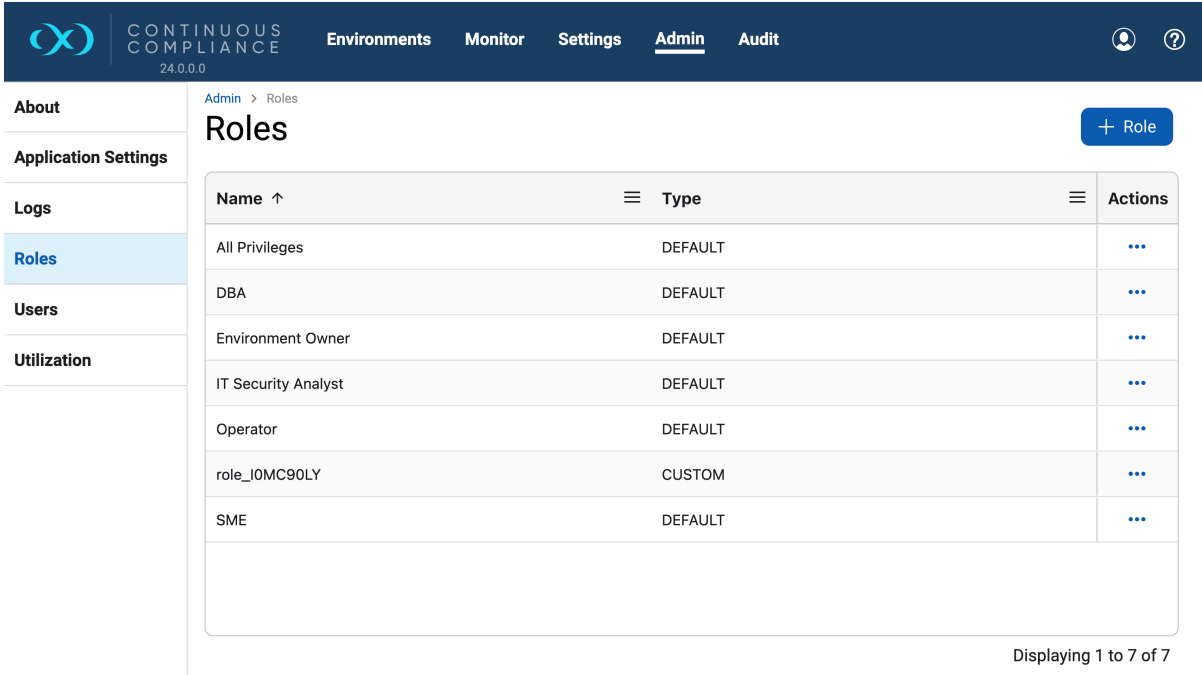 CONTINUOUS
COMPLIANCE
24.0.0.0
Environments Monitor Settings Admin Audit
About
Application Settings
Logs
Roles
Users
Utilization
Admin > Roles
Roles
+ Role
Name ↑ Type Actions
All Privileges DEFAULT
DBA DEFAULT
Environment Owner DEFAULT
IT Security Analyst DEFAULT
Operator DEFAULT
role_I0MC90LY CUSTOM
SME DEFAULT
Displaying 1 to 7 of 7